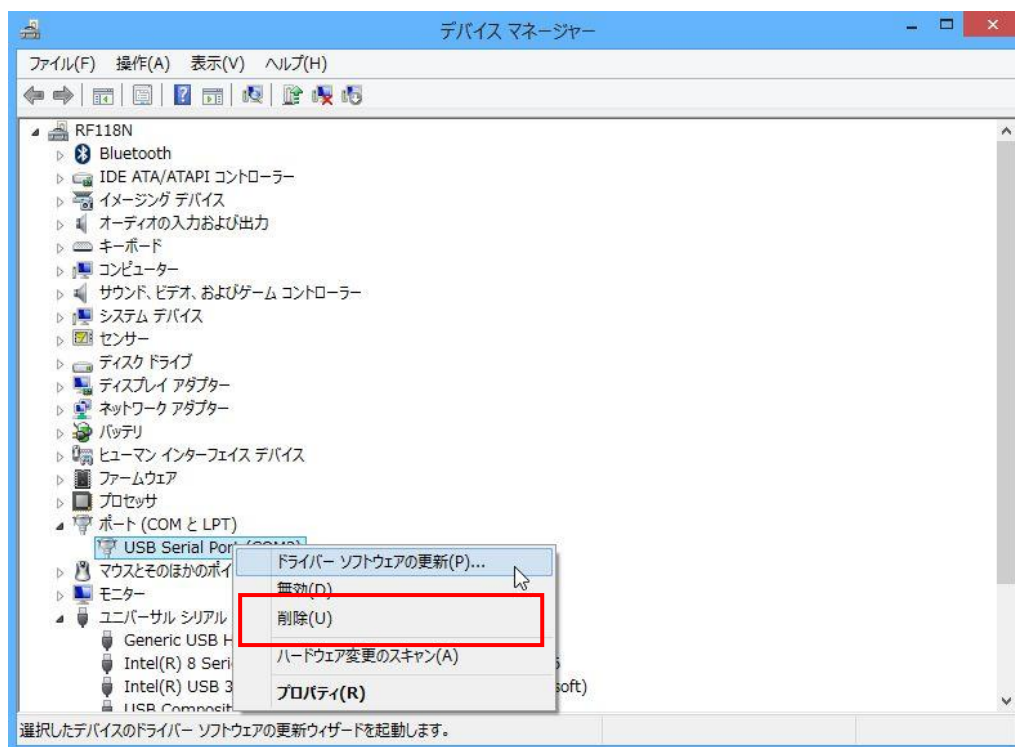 デバイス マネージャー
ファイル(F) 操作(A) 表示(V) ヘルプ(H)
RF118N
Bluetooth
IDE ATA/ATAPI コントローラー
イメージング デバイス
オーディオの入力および出力
キーボード
コンピューター
サウンド、ビデオ、およびゲーム コントローラー
システム デバイス
センサー
ディスク ドライブ
ディスプレイ アダプター
ネットワーク アダプター
バッテリ
ヒューマン インターフェイス デバイス
ファームウェア
プロセッサ
ポート (COM と LPT)
USB Serial Port
ドライバー ソフトウェアの更新(P)...
マウスとそのほかのポイ
無効(D)
モニター
ユニバーサル シリアル
削除(U)
Generic USB H
Intel(R) 8 Seri
ハードウェア変更のスキャン(A)
Intel(R) USB 3
soft)
プロパティ(R)
USB Composit
選択したデバイスのドライバー ソフトウェアの更新ウィザードを起動します。